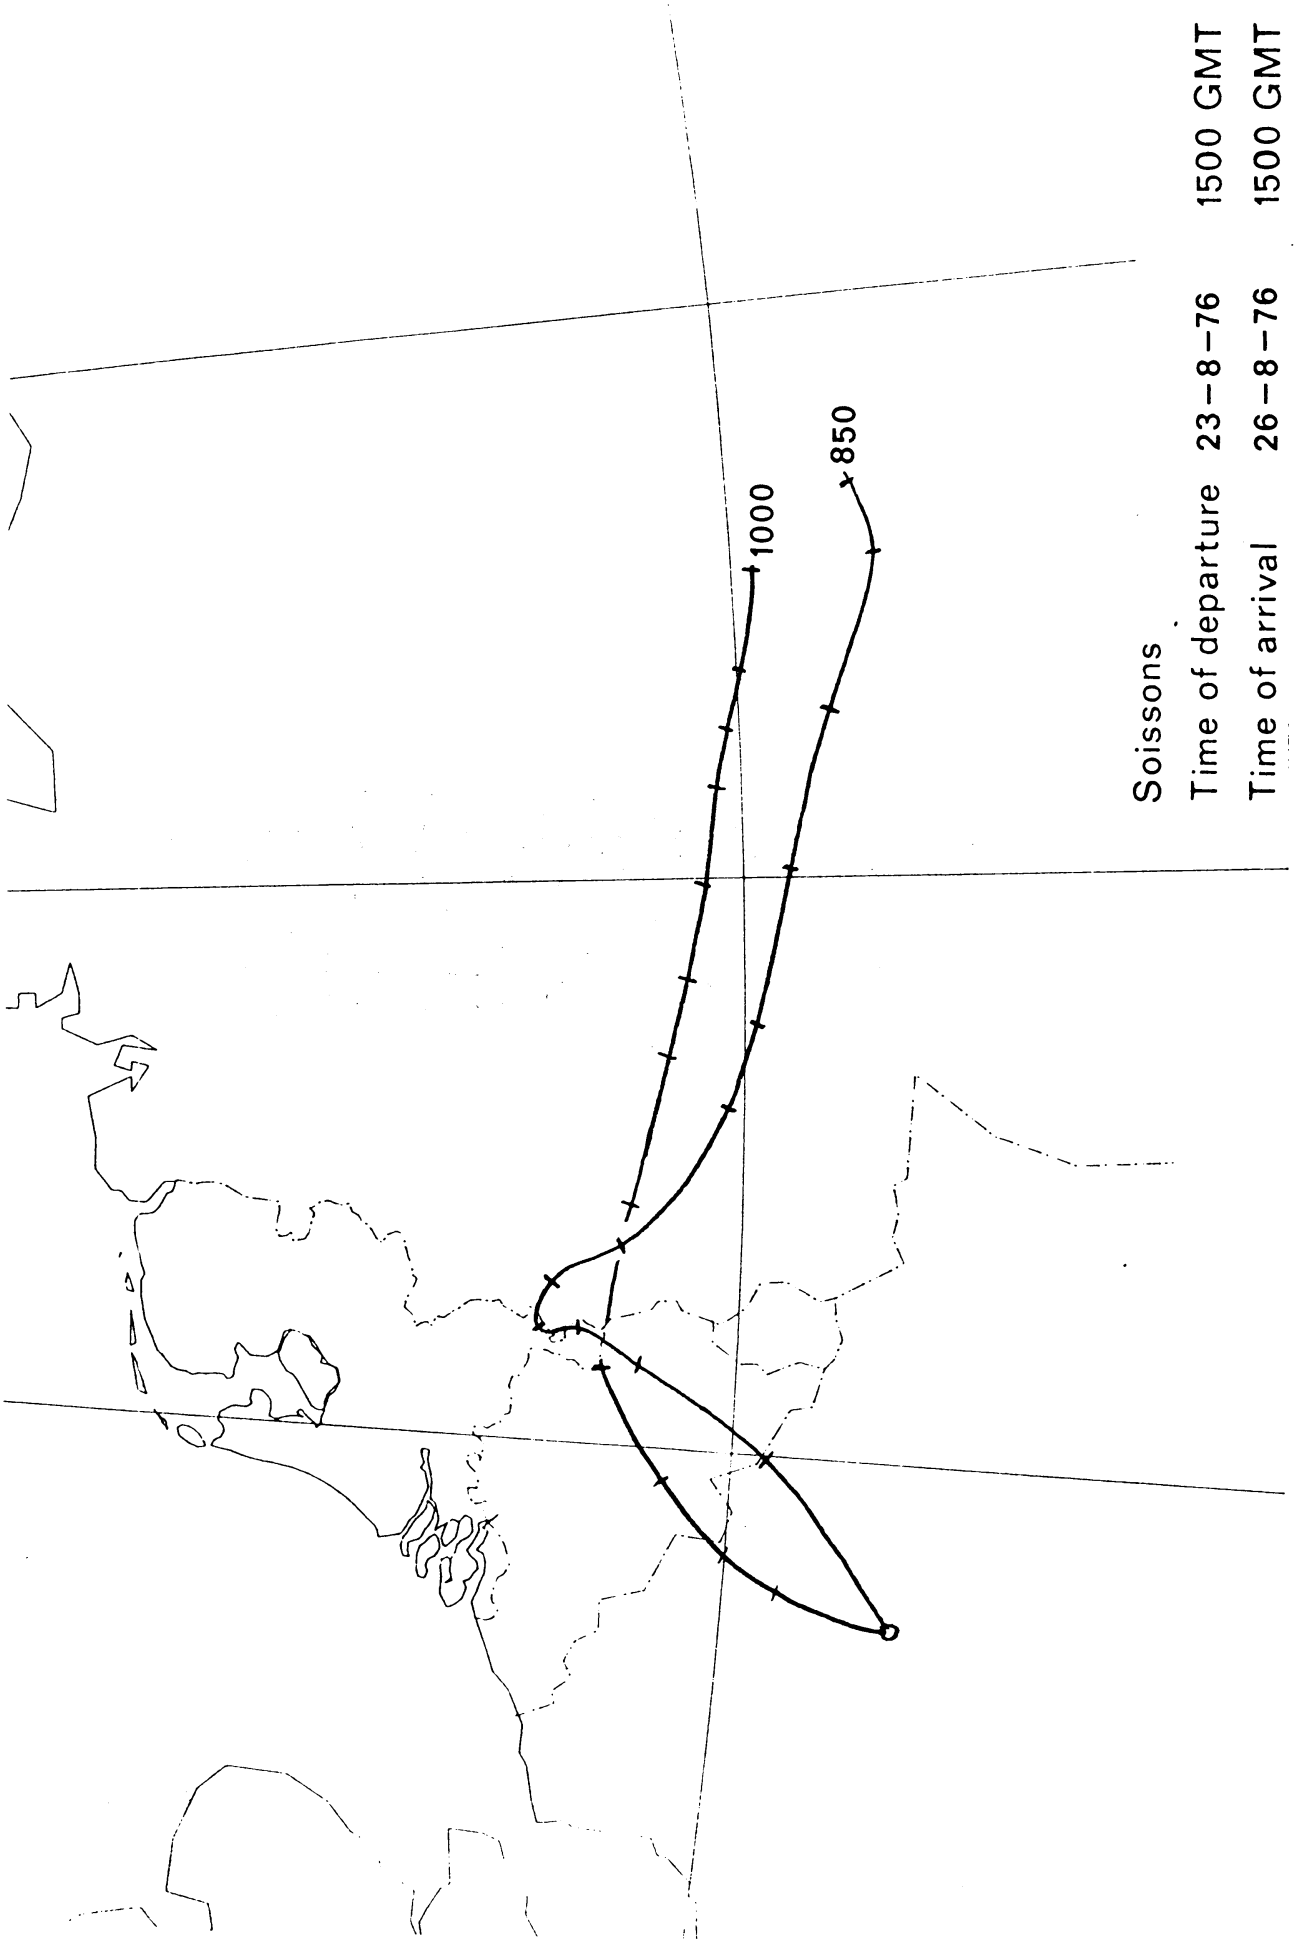 1000
850
Soissons
Time of departure 23–8–76 1500 GMT
Time of arrival 26–8–76 1500 GMT